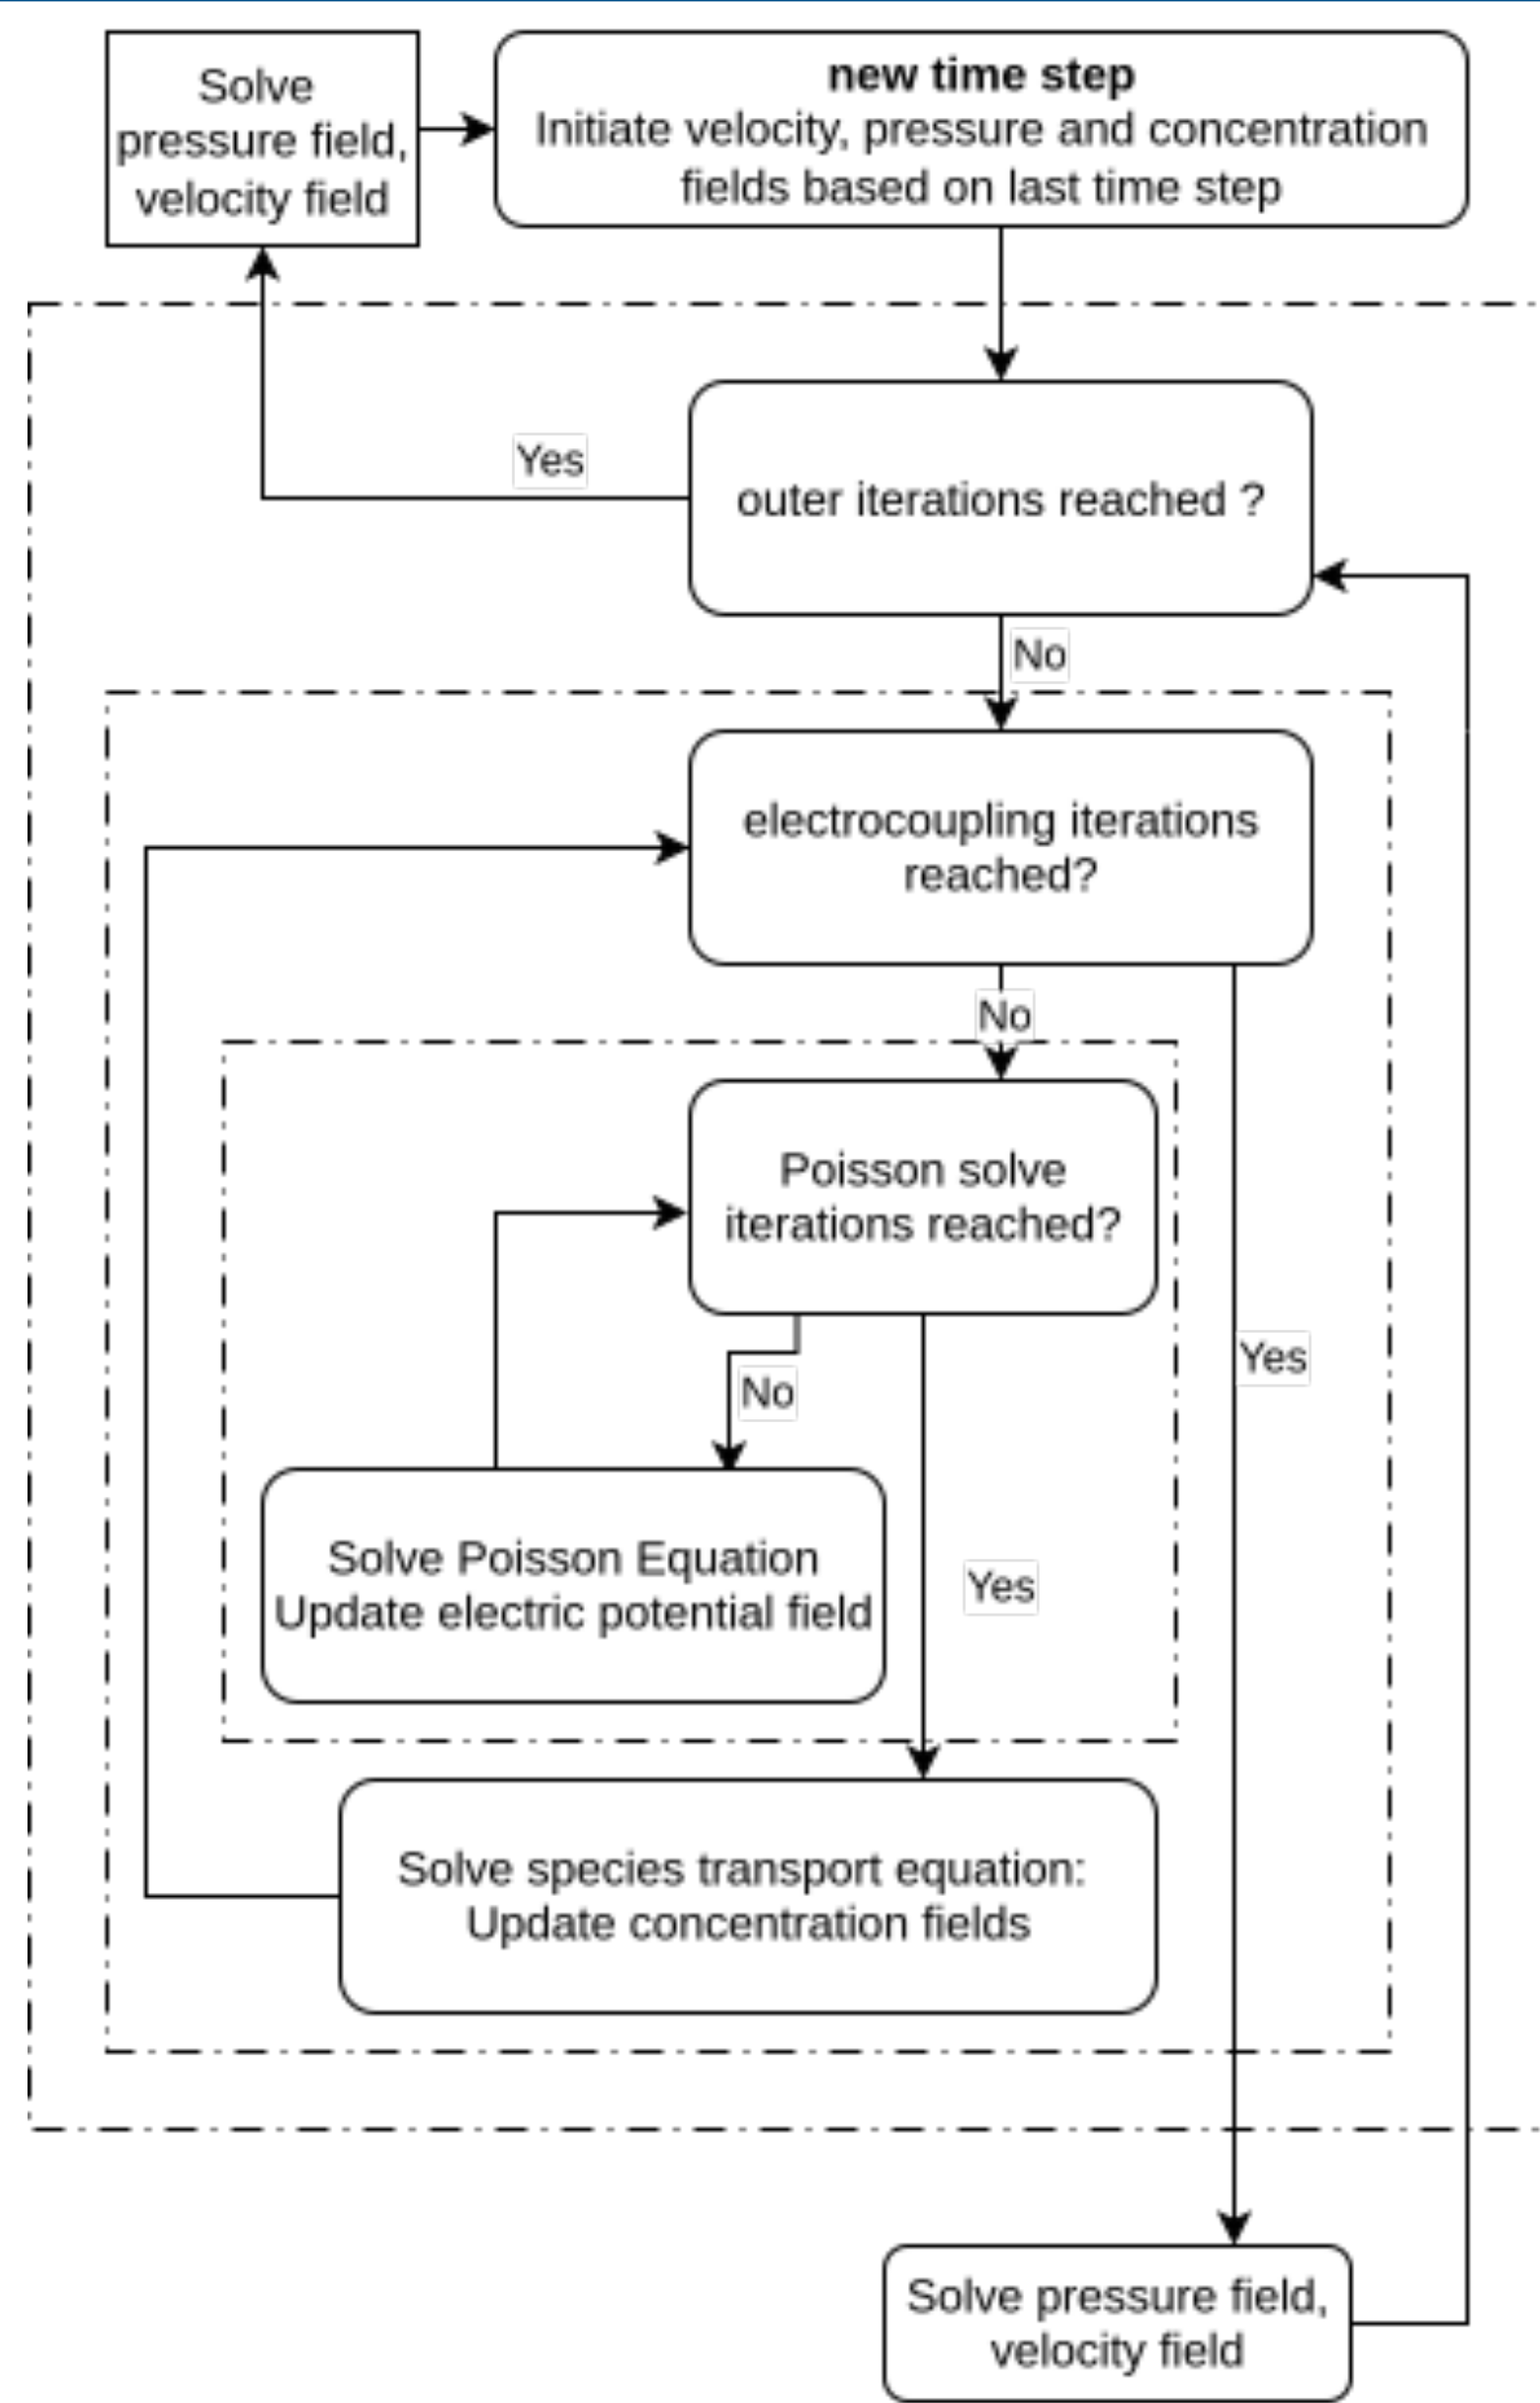 Solve
pressure field,
velocity field
new time step
Initiate velocity, pressure and concentration
fields based on last time step
Yes
outer iterations reached ?
No
electrocoupling iterations
reached?
No
Poisson solve
iterations reached?
Yes
No
Solve Poisson Equation
Update electric potential field
Yes
Solve species transport equation:
Update concentration fields
Solve pressure field,
velocity field